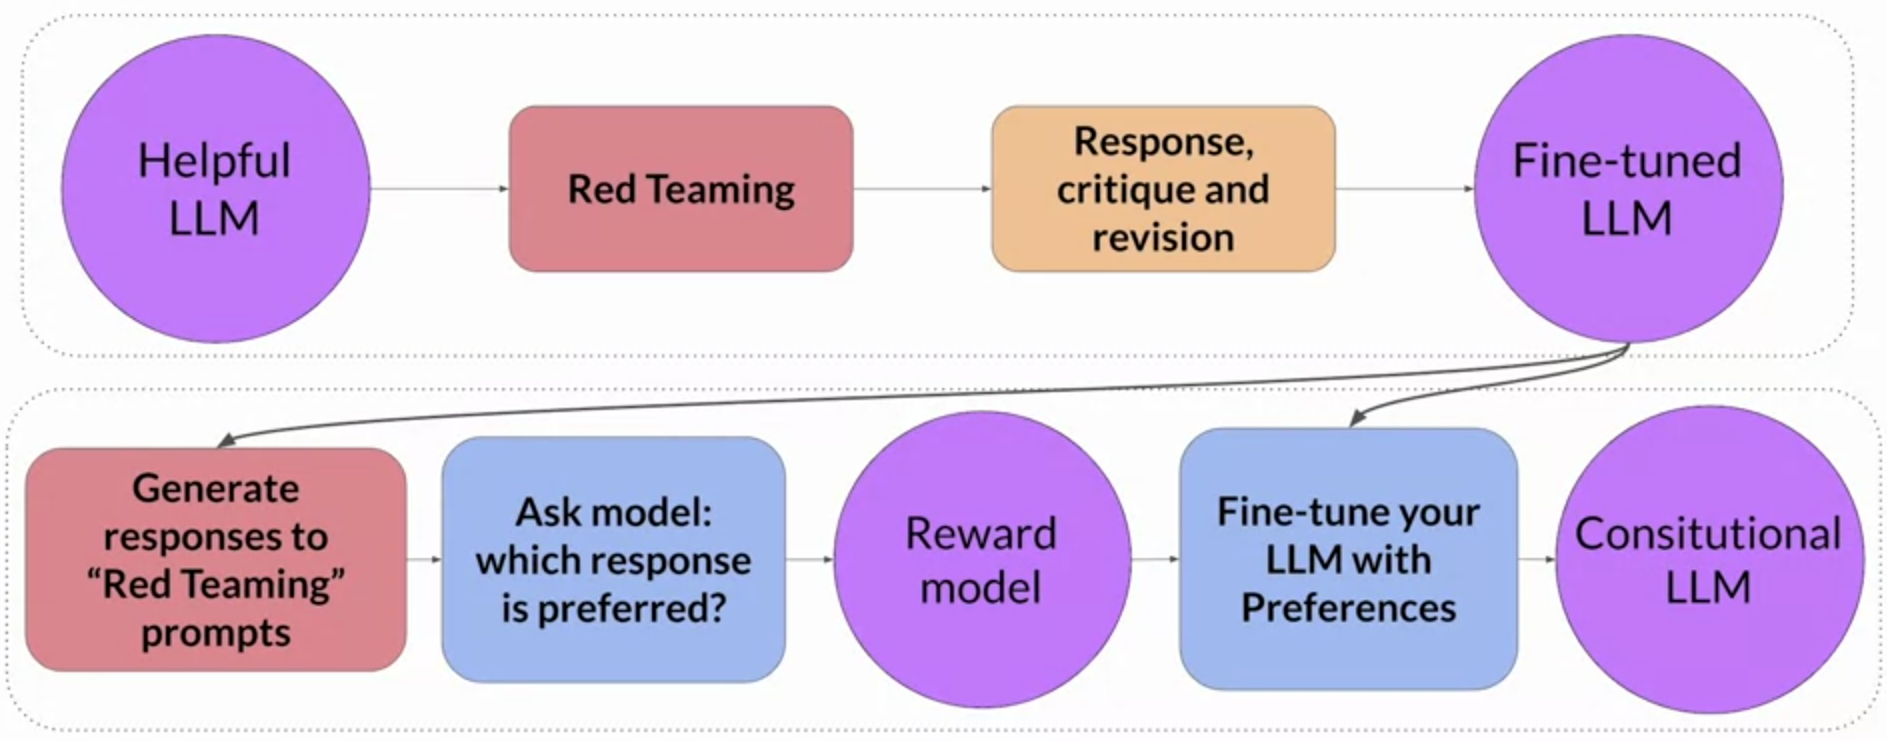 Helpful
LLM
Red Teaming
Response,
critique and
revision
Fine-tuned
LLM
Generate
responses to
“Red Teaming”
prompts
Ask model:
which response
is preferred?
Reward
model
Fine-tune your
LLM with
Preferences
Consitutional
LLM